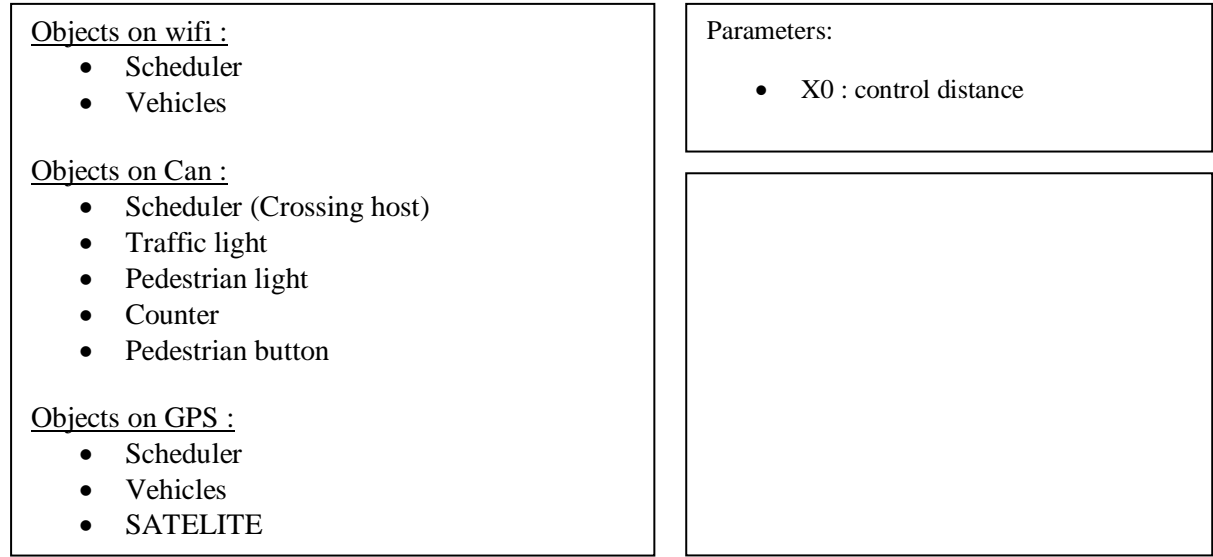 Objects on wifi :
• Scheduler
• Vehicles
Objects on Can :
• Scheduler (Crossing host)
• Traffic light
• Pedestrian light
• Counter
• Pedestrian button
Objects on GPS :
• Scheduler
• Vehicles
• SATELITE
Parameters:
• X0 : control distance